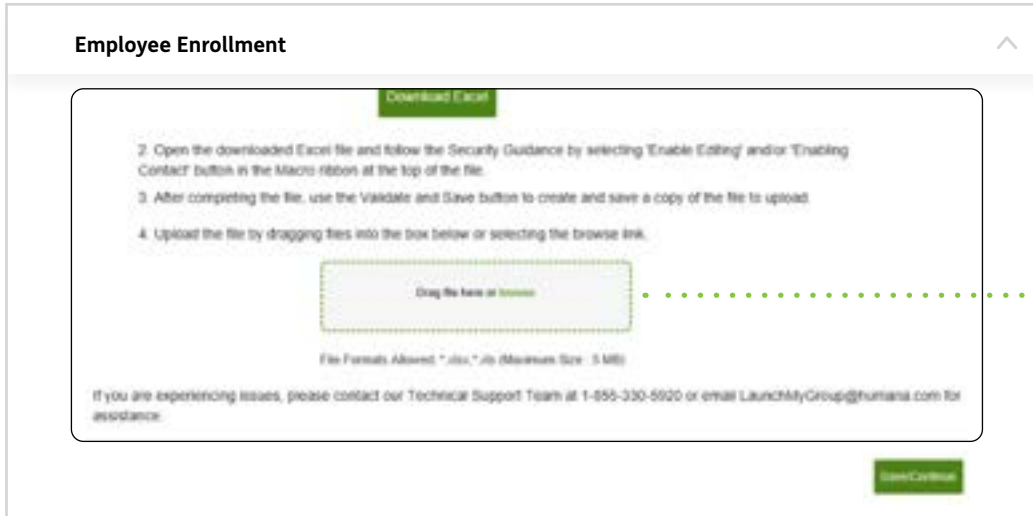 Employee Enrollment
Download Excel
2. Open the downloaded Excel file and follow the Security Guidance by selecting 'Enable Editing' and/or 'Enabling
Contact' button in the Macro ribbon at the top of the file.
3. After completing the file, use the Validate and Save button to create and save a copy of the file to upload.
4. Upload the file by dragging files into the box below or selecting the browse link.
Drag file here or browse
File Formats Allowed: *.xlsx,*.xls (Maximum Size : 5 MB)
If you are experiencing issues, please contact our Technical Support Team at 1-855-330-5920 or email LaunchMyGroup@humana.com for
assistance.
Save/Continue